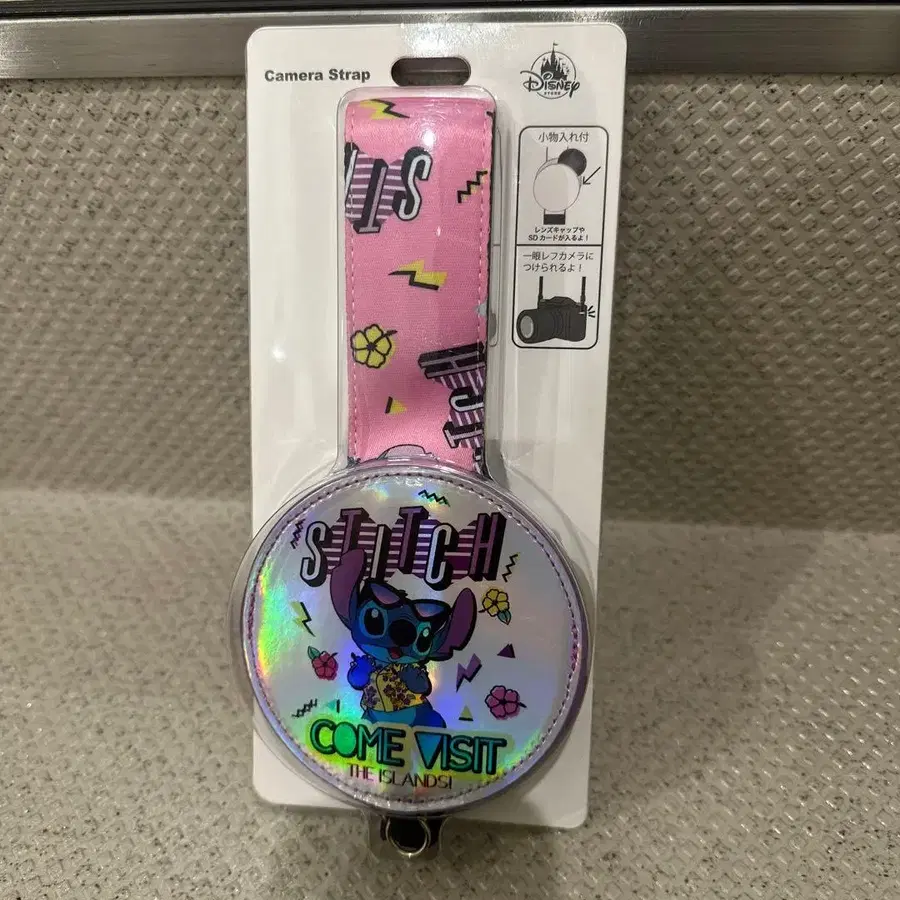 Camera Strap
Disney
STORE
小物入れ付
レンズキャップや
SDカードが入るよ!
一眼レフカメラに
つけられるよ!
STI
ITCH
STITCH
COME VISIT
THE ISLANDS!